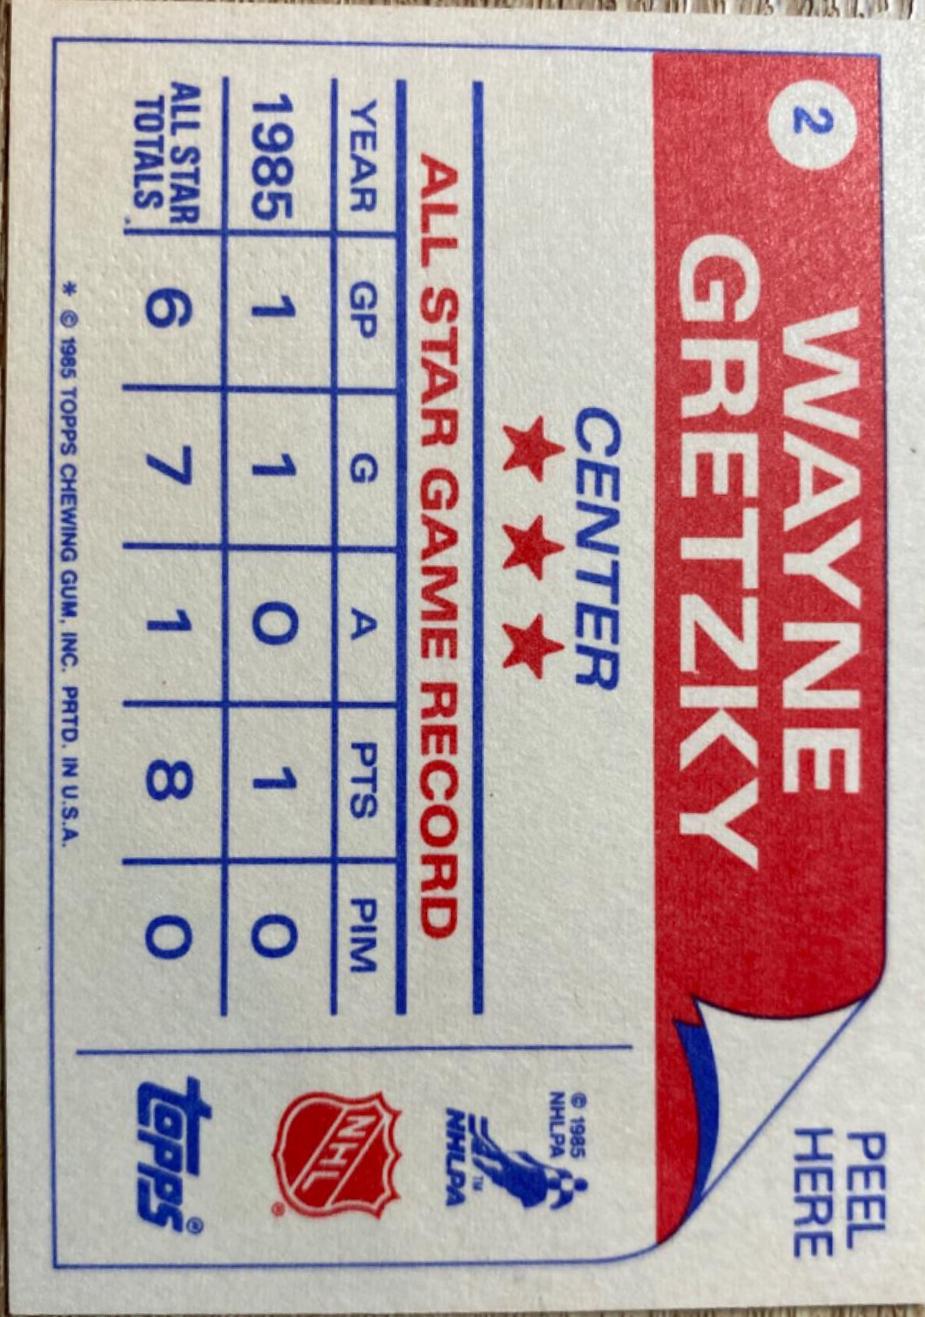 2
WAYNE
GRETZKY
PEEL
HERE
CENTER
ALL STAR GAME RECORD
YEAR GP G A PTS PIM
1985 1 1 0 1 0
ALL STAR
TOTALS 6 7 1 8 0
* © 1985 TOPPS CHEWING GUM, INC. PRTD. IN U.S.A.
© 1985
NHLPA
™
NHLPA
NHL ®
topps®